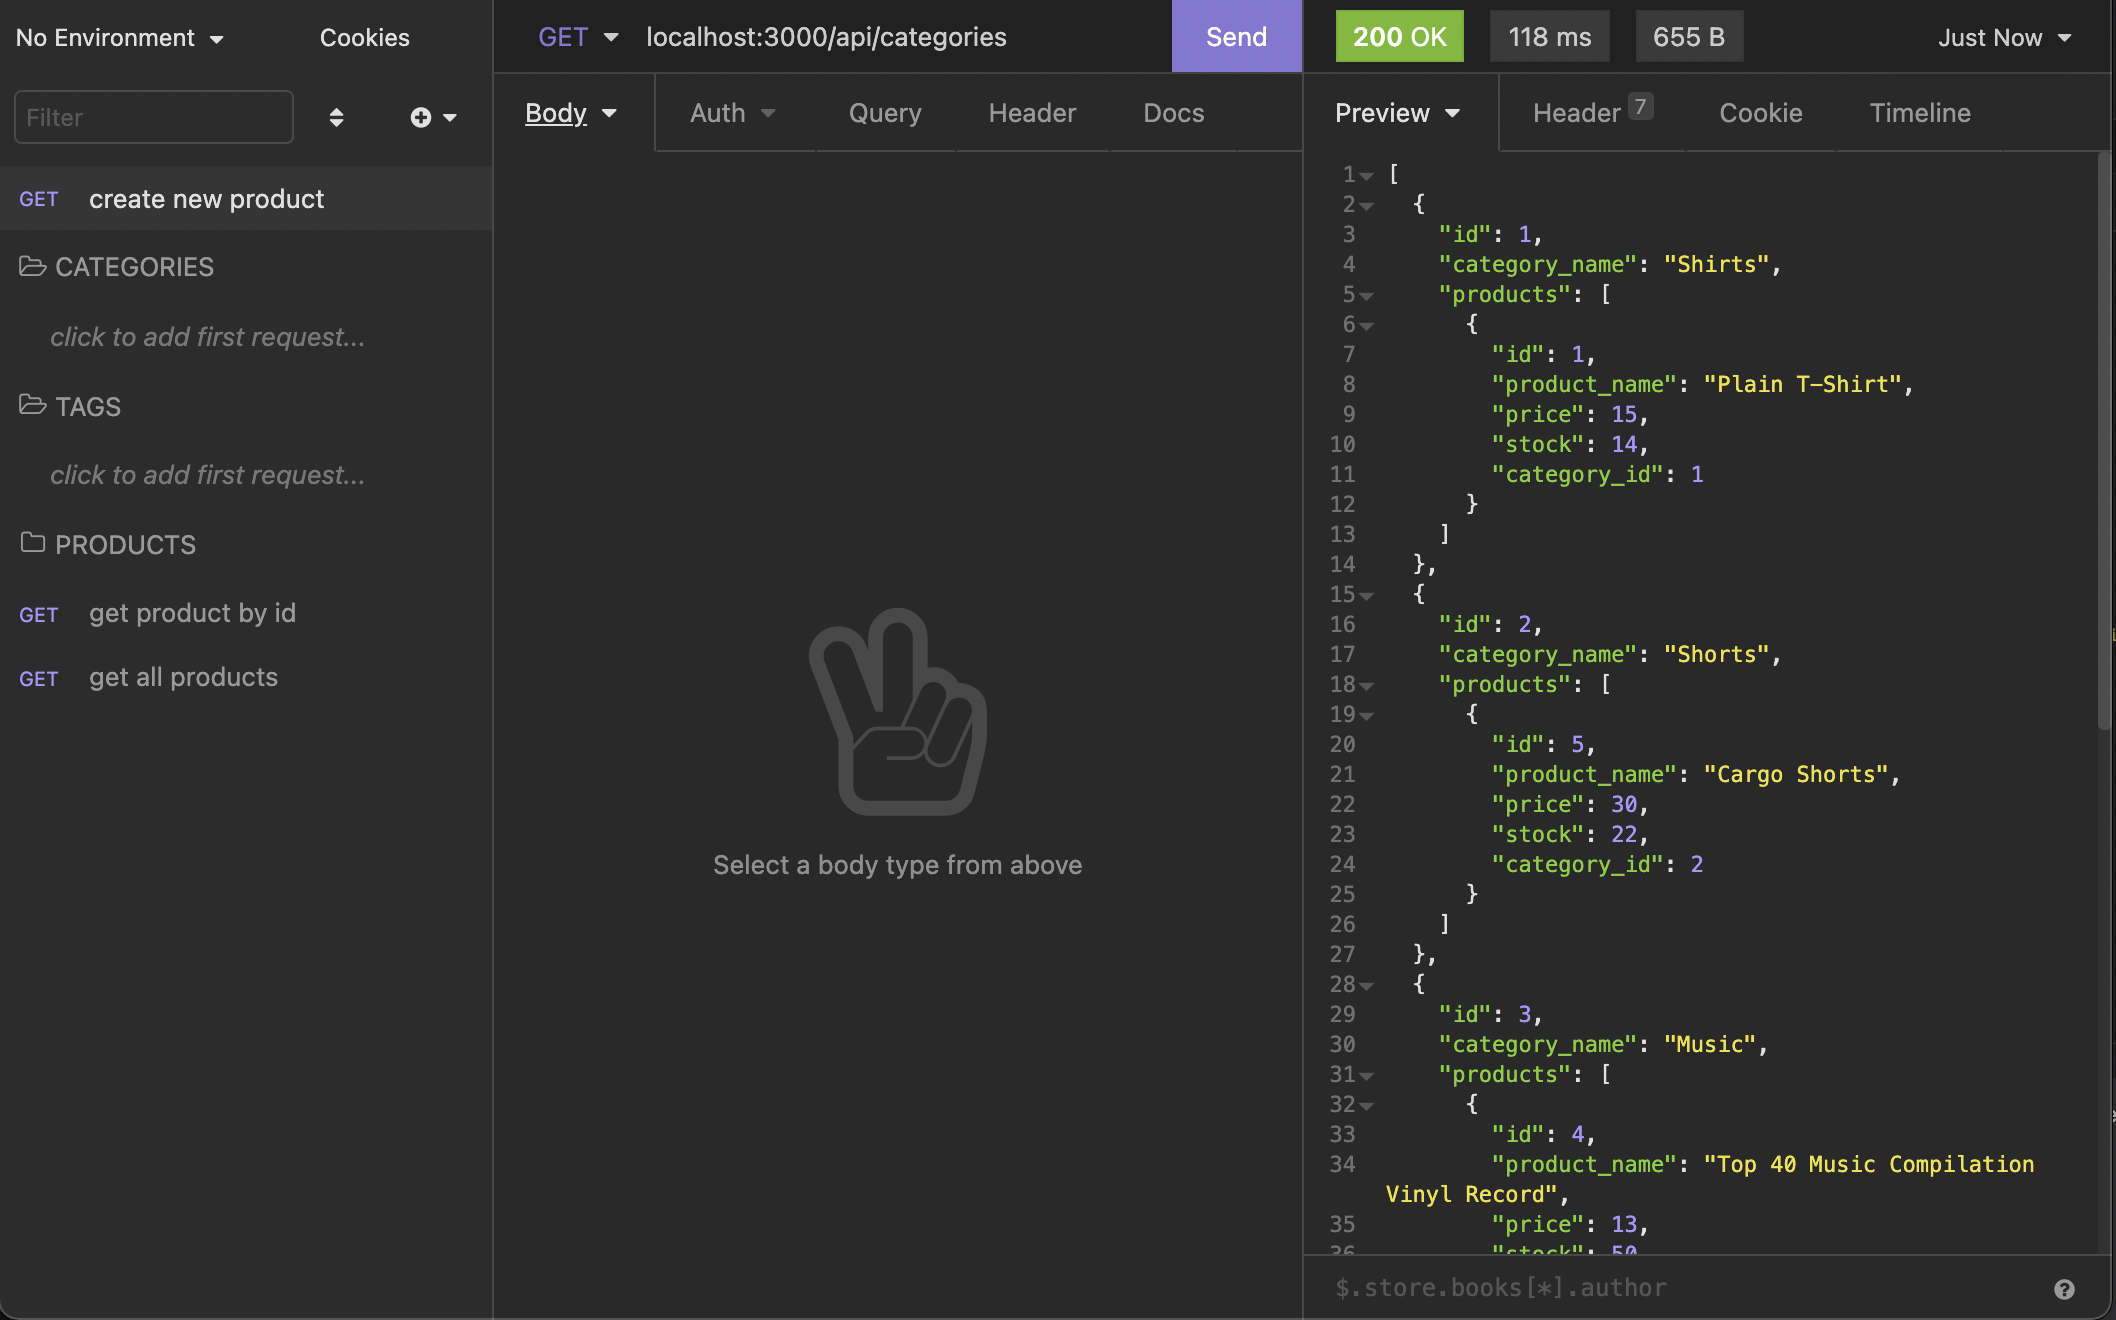 No Environment
Cookies
Filter
GET create new product
CATEGORIES
click to add first request...
TAGS
click to add first request...
PRODUCTS
GET get product by id
GET get all products
GET localhost:3000/api/categories Send
Body Auth Query Header Docs
Select a body type from above
200 OK 118 ms 655 B Just Now
Preview Header 7 Cookie Timeline
1 [
2 {
3 "id": 1,
4 "category_name": "Shirts",
5 "products": [
6 {
7 "id": 1,
8 "product_name": "Plain T-Shirt",
9 "price": 15,
10 "stock": 14,
11 "category_id": 1
12 }
13 ]
14 },
15 {
16 "id": 2,
17 "category_name": "Shorts",
18 "products": [
19 {
20 "id": 5,
21 "product_name": "Cargo Shorts",
22 "price": 30,
23 "stock": 22,
24 "category_id": 2
25 }
26 ]
27 },
28 {
29 "id": 3,
30 "category_name": "Music",
31 "products": [
32 {
33 "id": 4,
34 "product_name": "Top 40 Music Compilation
Vinyl Record",
35 "price": 13,
36 "stock": 50
$.store.books[*].author